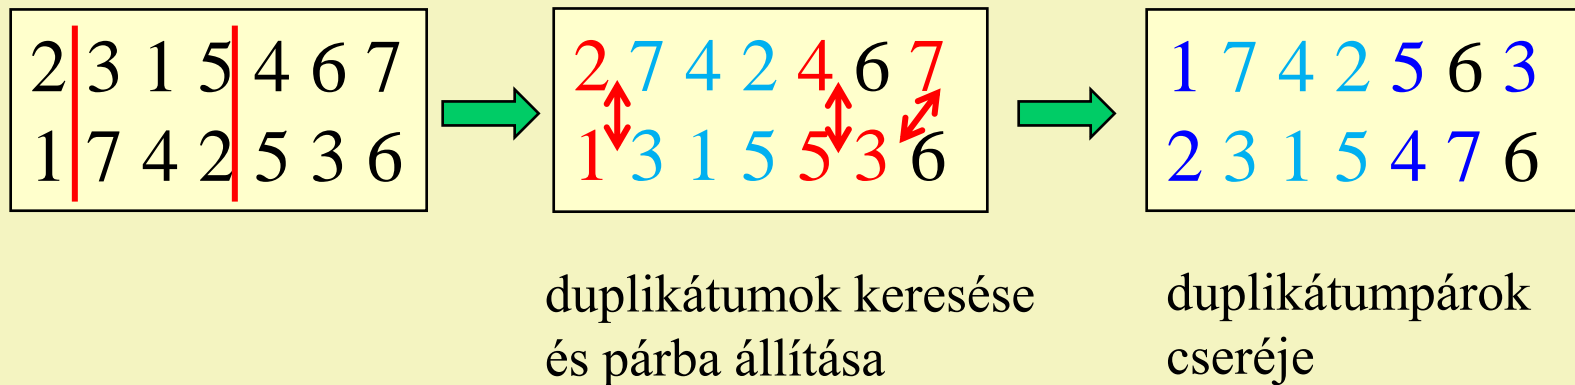 2 3 1 5 4 6 7
1 7 4 2 5 3 6
2 7 4 2 4 6 7
1 3 1 5 5 3 6
1 7 4 2 5 6 3
2 3 1 5 4 7 6
duplikátumok keresése
és párba állítása
duplikátumpárok
cseréje